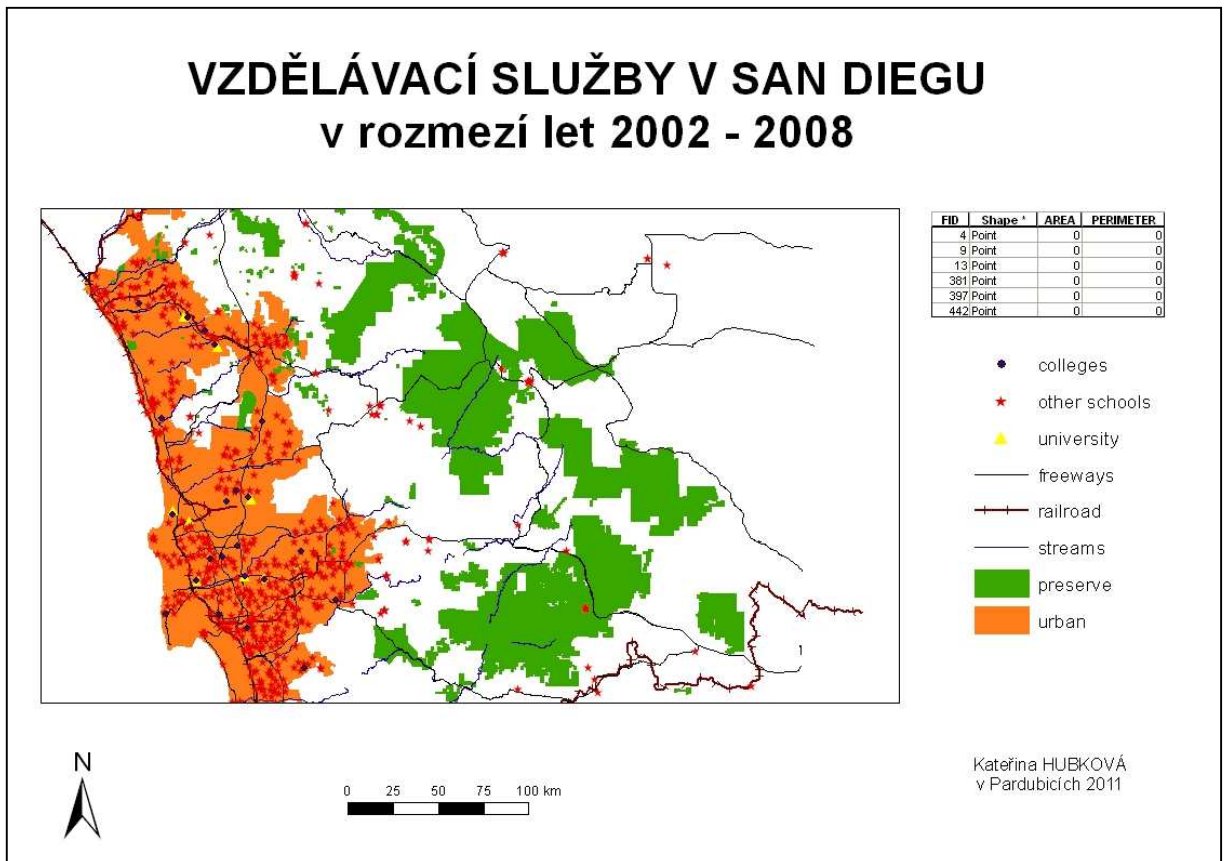 VZDĚLÁVACÍ SLUŽBY V SAN DIEGU
v rozmezí let 2002 - 2008
FID Shape * AREA PERIMETER
4 Point 0 0
9 Point 0 0
13 Point 0 0
381 Point 0 0
397 Point 0 0
442 Point 0 0
colleges
other schools
university
freeways
railroad
streams
preserve
urban
N
0 25 50 75 100 km
Kateřina HUBKOVÁ
v Pardubicích 2011